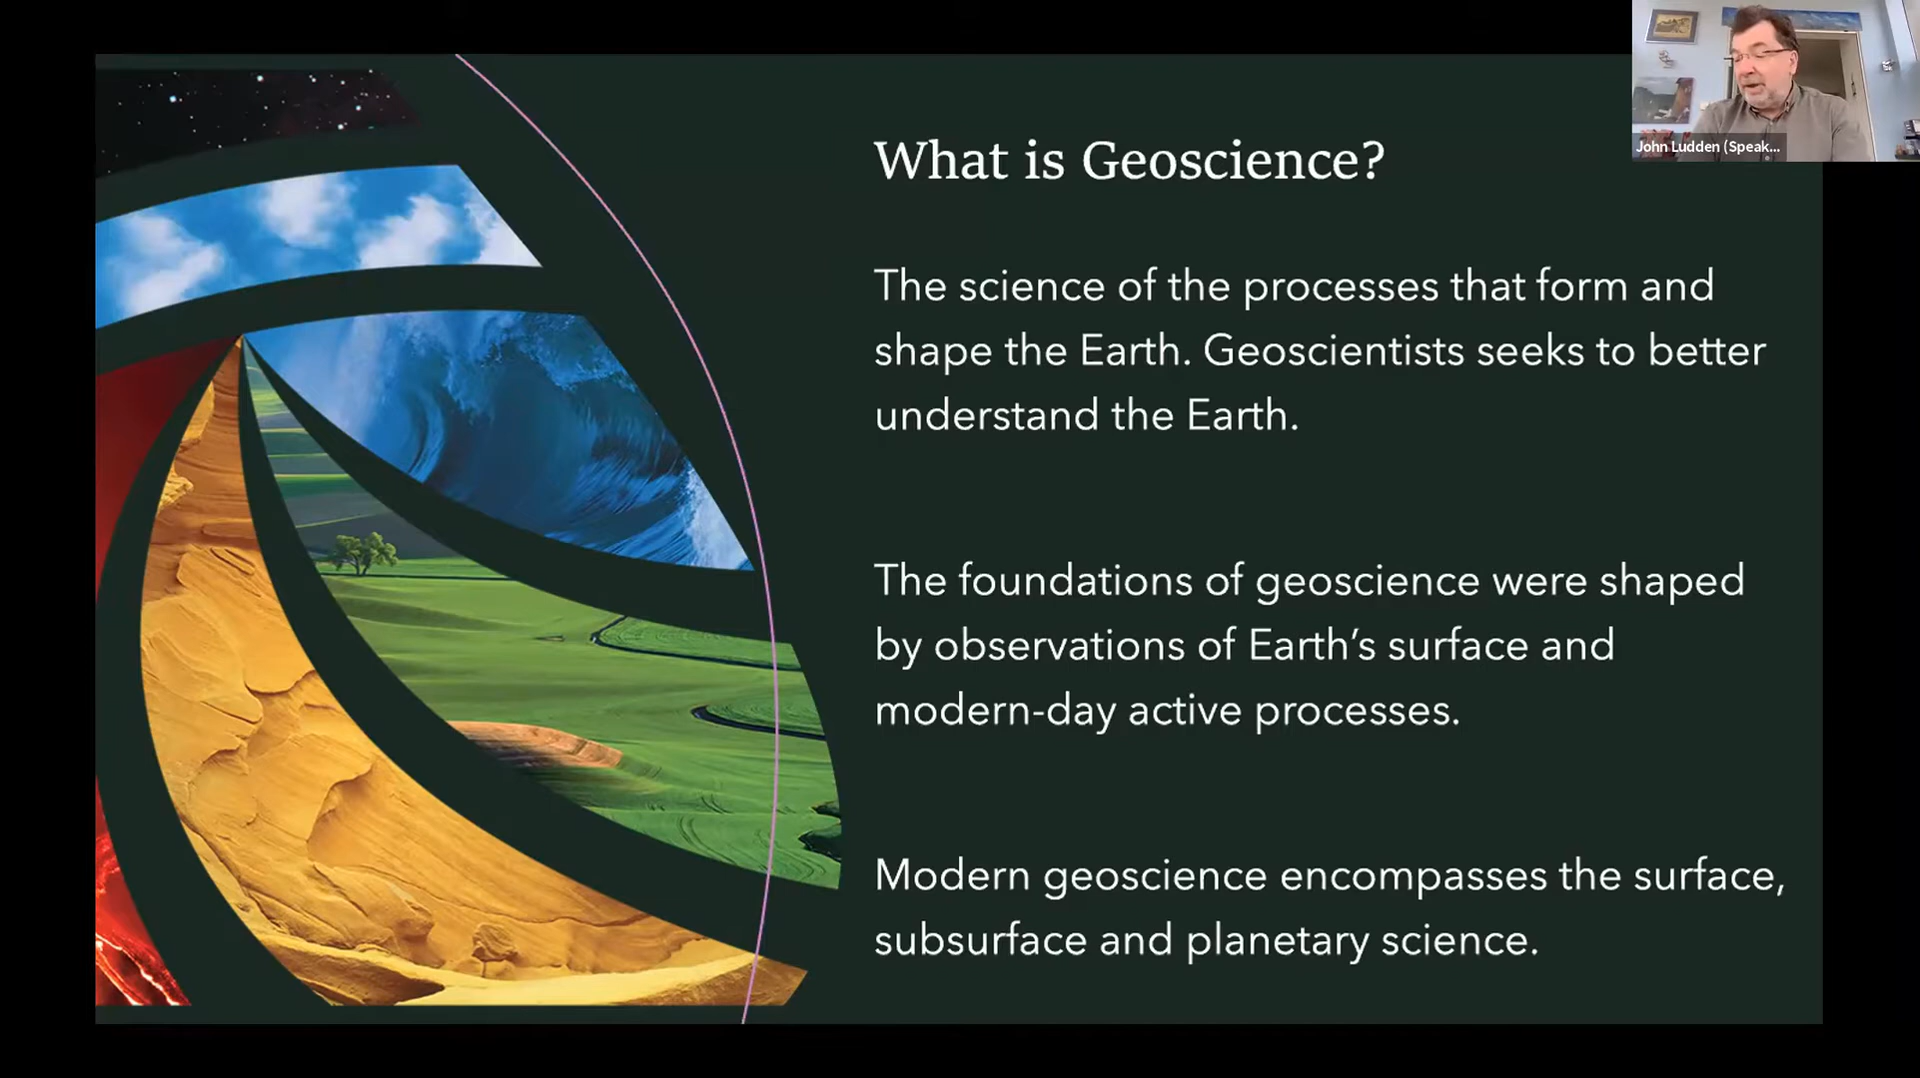 What is Geoscience?
The science of the processes that form and
shape the Earth. Geoscientists seeks to better
understand the Earth.
The foundations of geoscience were shaped
by observations of Earth’s surface and
modern-day active processes.
Modern geoscience encompasses the surface,
subsurface and planetary science.
John Ludden (Speak...